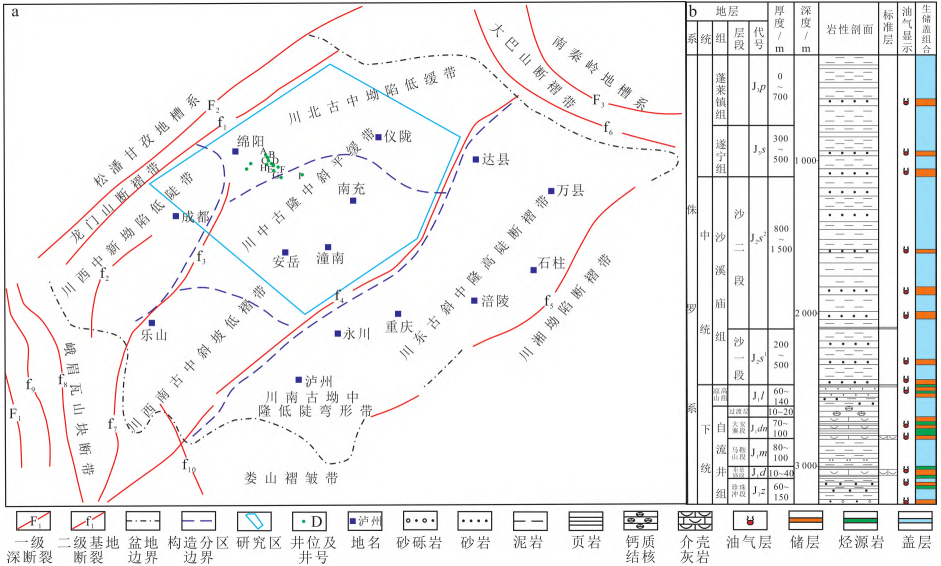 a
松潘甘孜地槽系
F₂
f₁
龙门山断褶带
川西中新坳陷低陡带
川北古中坳陷低缓带
大巴山断褶带
南秦岭地槽系
F₃
f₆
绵阳
仪陇
达县
川中古隆中斜平缓带
南充
万县
成都
f₂
f₃
安岳
潼南
石柱
f₄
涪陵
f₅
川东古斜中隆高陡断褶带
川湘坳陷断褶带
乐山
永川
重庆
川西南古中斜坡低褶带
泸州
川南古坳中
隆低陡弯形带
峨眉瓦山块断带
f₉
f₈
f₇
F₁
f₁₀
娄山褶皱带
b
地层
厚度/m
深度/m
岩性剖面
标准层
油气显示
生储盖组合
系
统
组
层段
代号
侏罗系
中统
下统
蓬莱镇组
J₃p
0~700
遂宁组
J₃s
300~500
1 000
沙溪庙组
沙二段
J₂s²
800~1 500
2 000
沙一段
J₂s¹
200~500
凉高山组
J₁l
60~140
自流井组
过渡层
10~20
大安寨段
J₁dn
70~100
马鞍山段
J₁m
80~100
3 000
J₁d
10~40
珍珠冲段
J₁z
60~150
F₁
一级深断裂
f₁
二级基地断裂
盆地边界
构造分区边界
研究区
D
井位及井号
泸州
地名
砂砾岩
砂岩
泥岩
页岩
钙质结核
介壳灰岩
油气层
储层
烃源岩
盖层